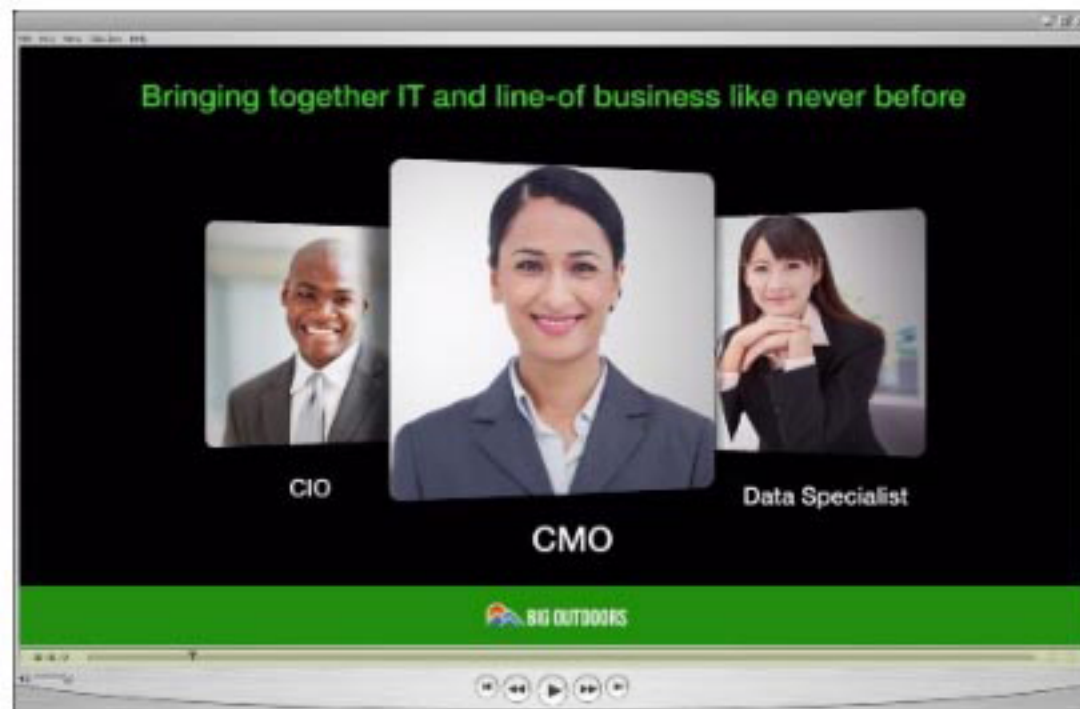 Bringing together IT and line-of business like never before
CIO
CMO
Data Specialist
BIG OUTDOORS